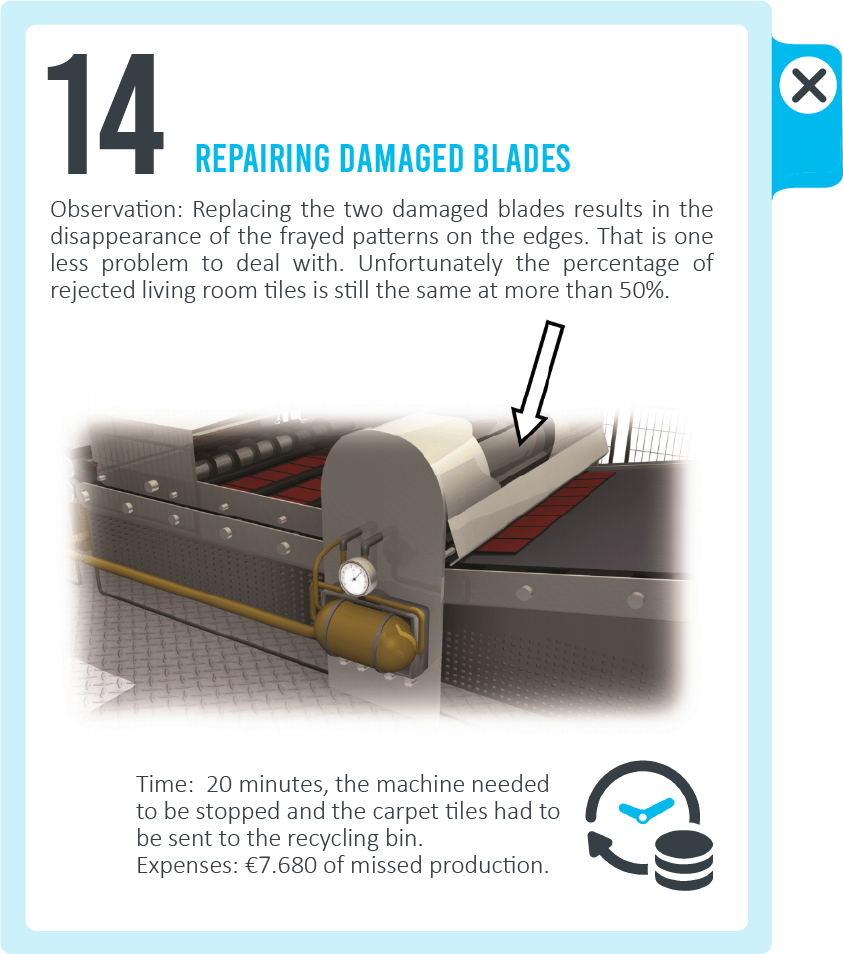 14
REPAIRING DAMAGED BLADES
Observation: Replacing the two damaged blades results in the
disappearance of the frayed patterns on the edges. That is one
less problem to deal with. Unfortunately the percentage of
rejected living room tiles is still the same at more than 50%.
Time: 20 minutes, the machine needed
to be stopped and the carpet tiles had to
be sent to the recycling bin.
Expenses: €7.680 of missed production.